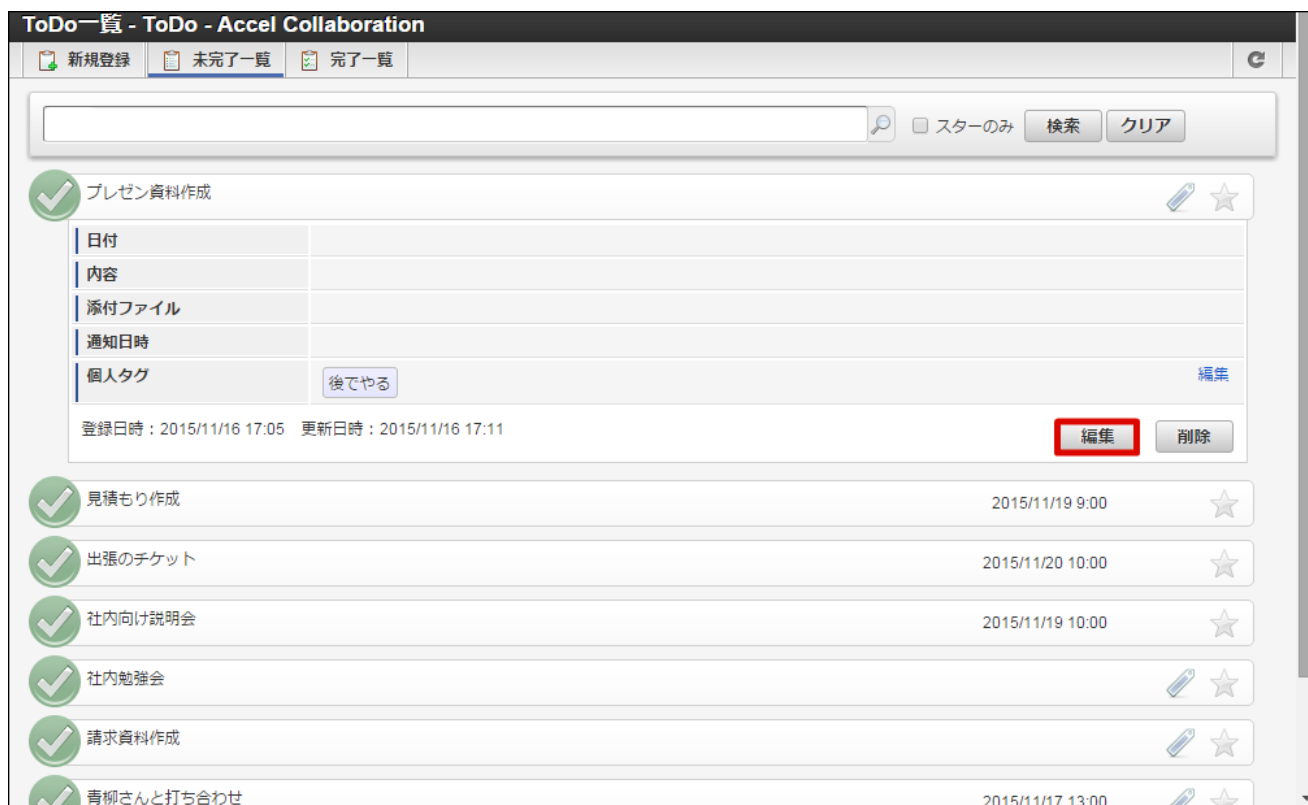 ToDo一覧 - ToDo - Accel Collaboration
新規登録 未完了一覧 完了一覧
スターのみ 検索 クリア
プレゼン資料作成
日付
内容
添付ファイル
通知日時
個人タグ 後でやる 編集
登録日時：2015/11/16 17:05 更新日時：2015/11/16 17:11 編集 削除
見積もり作成 2015/11/19 9:00
出張のチケット 2015/11/20 10:00
社内向け説明会 2015/11/19 10:00
社内勉強会
請求資料作成
青柳さんと打ち合わせ 2015/11/17 13:00